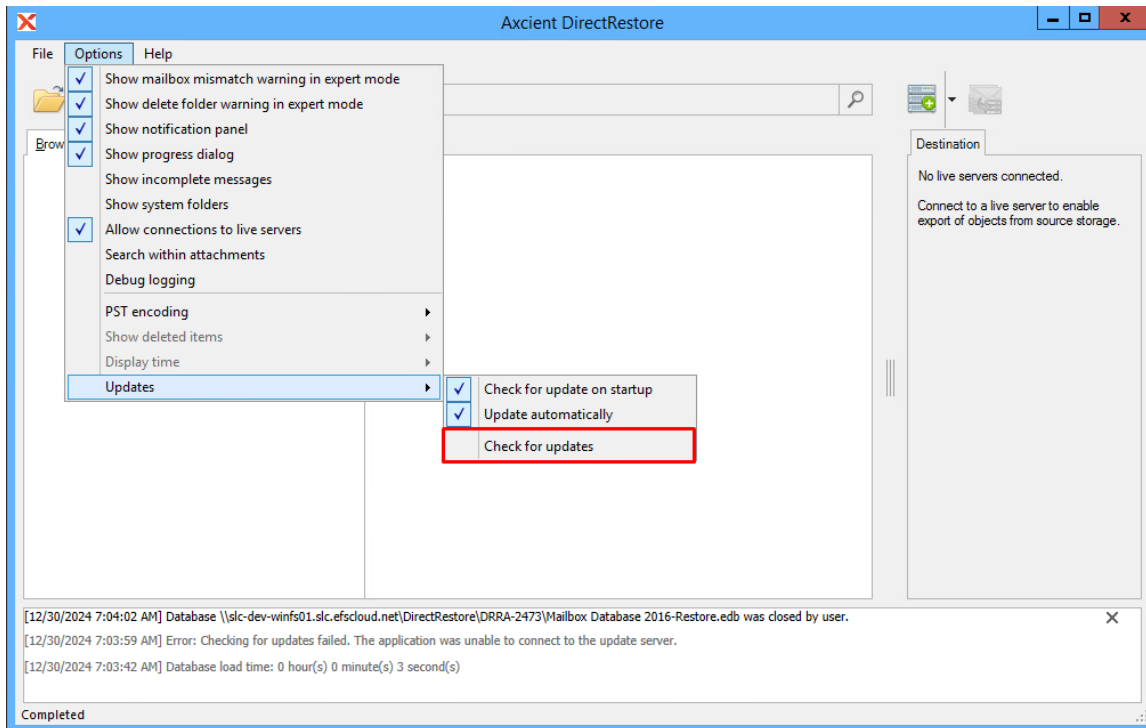 Axcient DirectRestore
File Options Help
Show mailbox mismatch warning in expert mode
Show delete folder warning in expert mode
Show notification panel
Show progress dialog
Show incomplete messages
Show system folders
Allow connections to live servers
Search within attachments
Debug logging
PST encoding
Show deleted items
Display time
Updates
Check for update on startup
Update automatically
Check for updates
Brow
Destination
No live servers connected.
Connect to a live server to enable
export of objects from source storage.
[12/30/2024 7:04:02 AM] Database \\slc-dev-winfs01.slc.efscloud.net\DirectRestore\DRRA-2473\Mailbox Database 2016-Restore.edb was closed by user.
[12/30/2024 7:03:59 AM] Error: Checking for updates failed. The application was unable to connect to the update server.
[12/30/2024 7:03:42 AM] Database load time: 0 hour(s) 0 minute(s) 3 second(s)
Completed